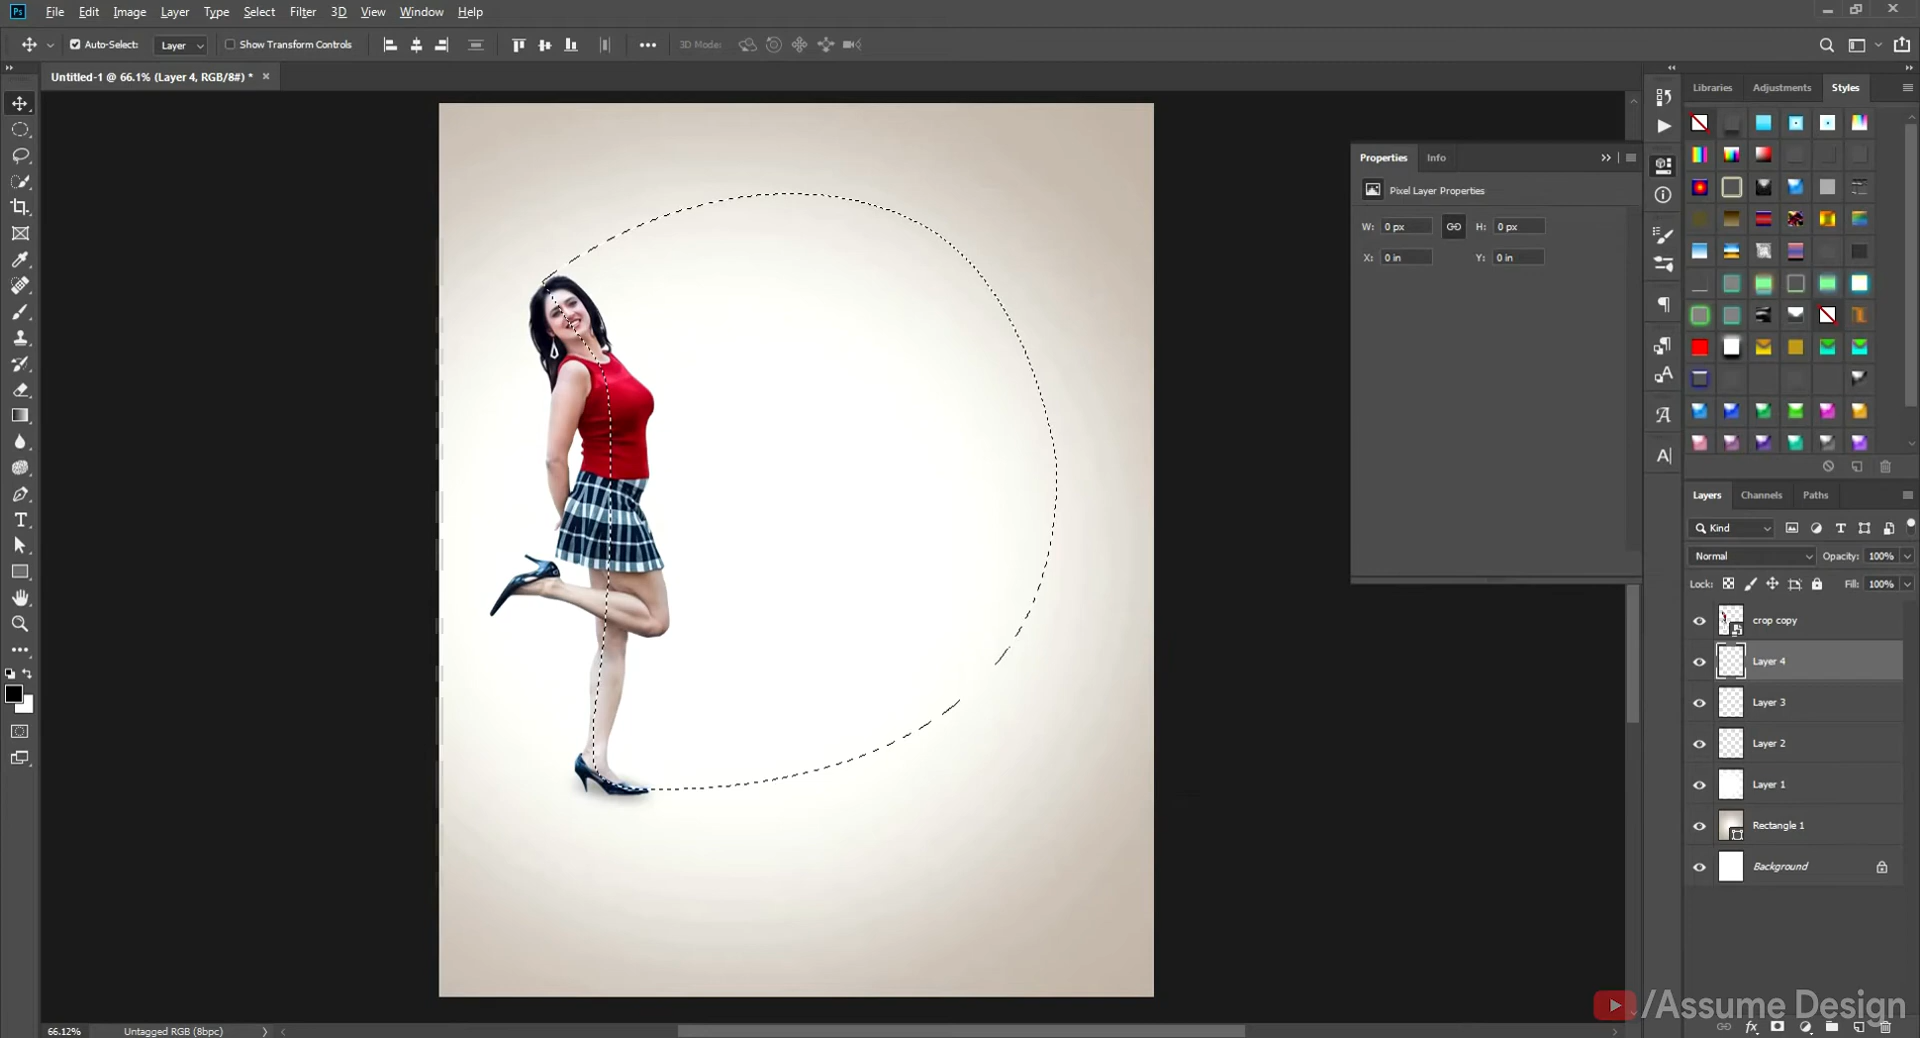 Ps File Edit Image Layer Type Select Filter 3D View Window Help
Auto-Select: Layer Show Transform Controls 3D Mode:
Untitled-1 @ 66.1% (Layer 4, RGB/8#) * ×
Libraries Adjustments Styles
Properties Info
Pixel Layer Properties
W: 0 px H: 0 px
X: 0 in Y: 0 in
Layers Channels Paths
Kind
Normal Opacity: 100%
Lock: Fill: 100%
crop copy
Layer 4
Layer 3
Layer 2
Layer 1
Rectangle 1
Background
/Assume Design
66.12% Untagged RGB (8bpc)